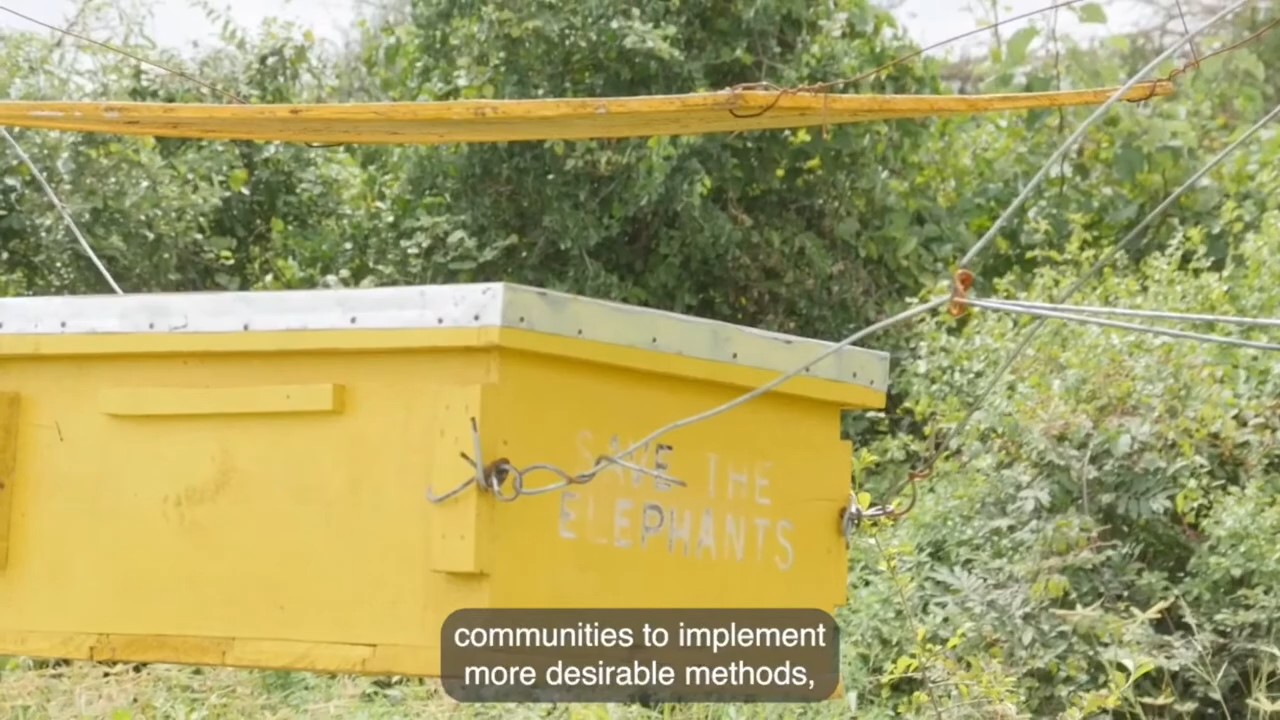 SAVE THE
ELEPHANTS
communities to implement
more desirable methods,